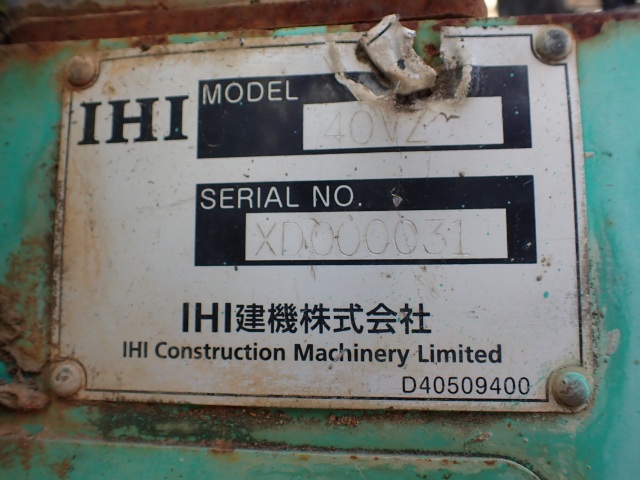 IHI
MODEL
40VZ
SERIAL NO.
XD000031
IHI建機株式会社
IHI Construction Machinery Limited
D40509400